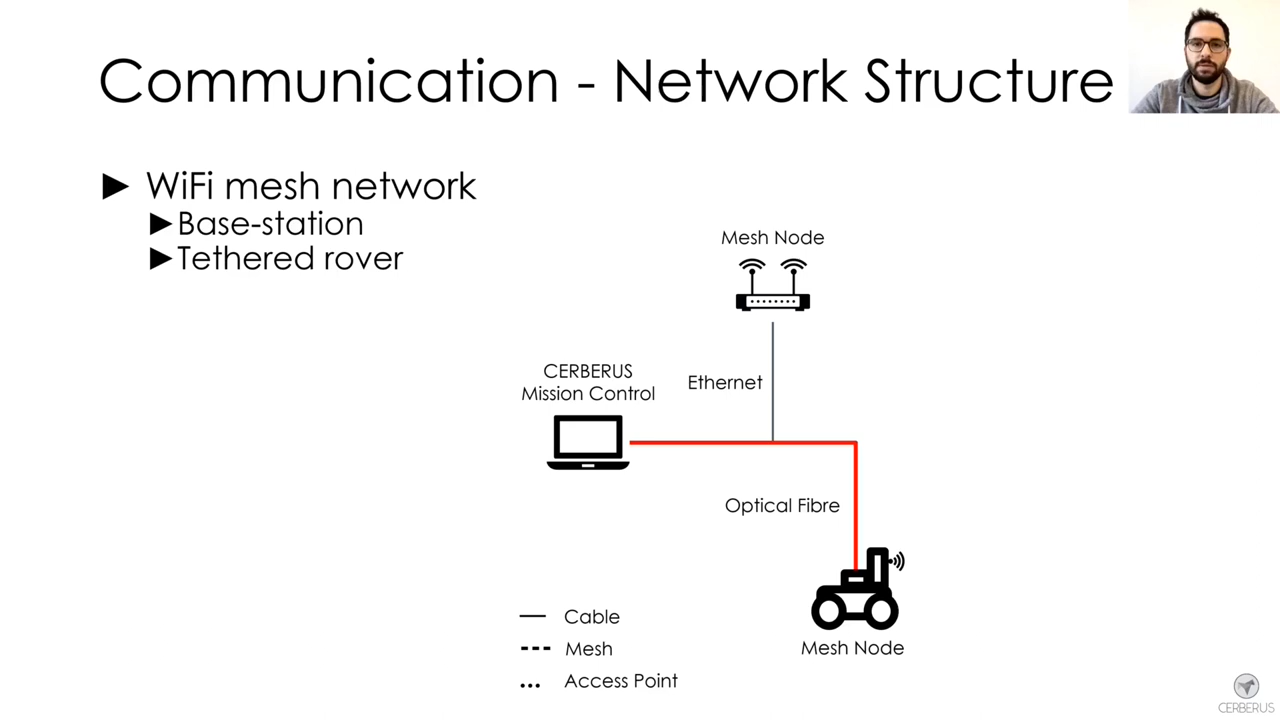 Communication - Network Structure
► WiFi mesh network
►Base-station
►Tethered rover
Mesh Node
CERBERUS
Mission Control
Ethernet
Optical Fibre
Mesh Node
Cable
Mesh
Access Point
CERBERUS